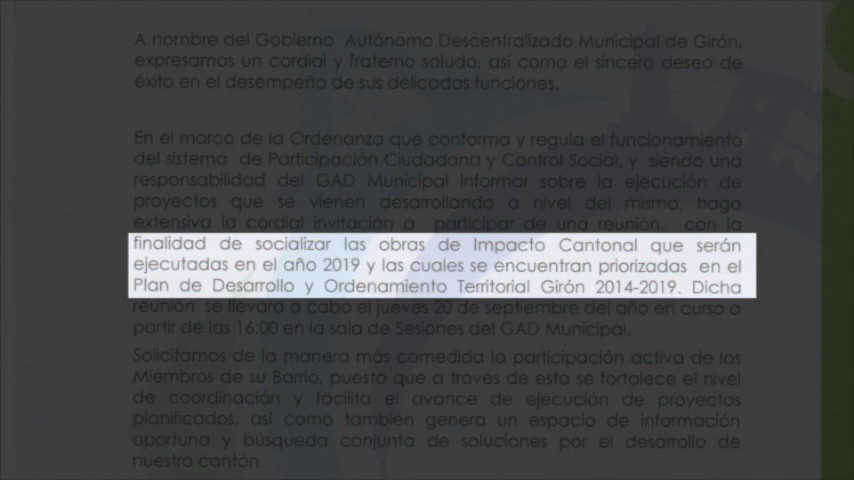 A nombre del Gobierno Autónomo Descentralizado Municipal de Girón,
expresamos un cordial y fraterno saludo, así como el sincero deseo de
éxito en el desempeño de sus delicadas funciones.
En el marco de la Ordenanza que conforma y regula el funcionamiento
del sistema de Participación Ciudadana y Control Social, y siendo una
responsabilidad del GAD Municipal informar sobre la ejecución de
proyectos que se vienen desarrollando a nivel del mismo, hago
extensiva la cordial invitación a participar de una reunión, con la
finalidad de socializar las obras de Impacto Cantonal que serán
ejecutadas en el año 2019 y las cuales se encuentran priorizadas en el
Plan de Desarrollo y Ordenamiento Territorial Girón 2014-2019. Dicha
reunión se llevara a cabo el jueves 20 de septiembre del año en curso a
partir de las 16:00 en la sala de Sesiones del GAD Municipal.
Solicitamos de la manera más comedida la participación activa de los
Miembros de su Barrio, puesto que a través de esta se fortalece el nivel
de coordinación y facilita el avance de ejecución de proyectos
planificados, así como también genera un espacio de información
oportuna y búsqueda conjunta de soluciones por el desarrollo de
nuestro cantón.